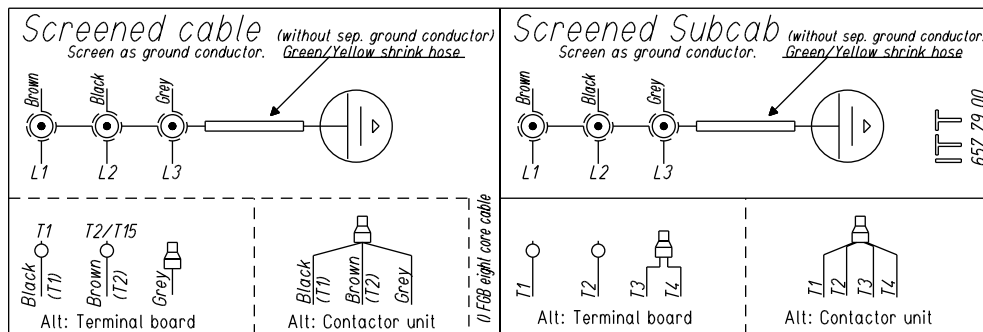 Screened cable (without sep. ground conductor)
Screen as ground conductor. Green/Yellow shrink hose
Brown
Black
Grey
L1
L2
L3
T1
T2/T15
Black
(T1)
Brown
(T2)
Grey
Alt: Terminal board
Black
(T1)
Brown
(T2)
Grey
Alt: Contactor unit
() FGB eight core cable
Screened Subcab (without sep. ground conductor.
Screen as ground conductor. Green/Yellow shrink hose
Brown
Black
Grey
L1
L2
L3
ITT
657 79 00
T1
T2
T3
T4
Alt: Terminal board
T1
T2
T3
T4
Alt: Contactor unit